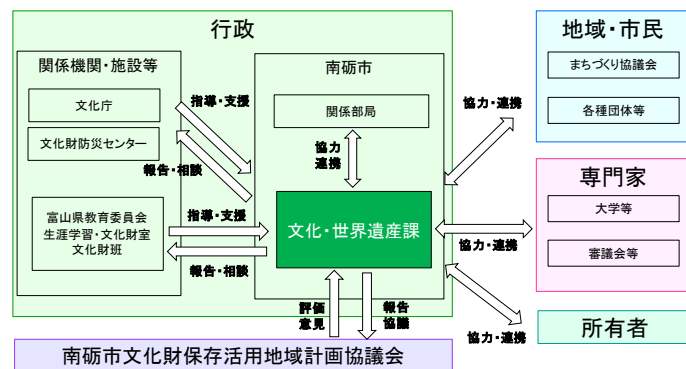 行政
関係機関・施設等
文化庁
文化財防災センター
富山県教育委員会
生涯学習・文化財室
文化財班
指導・支援
報告・相談
指導・支援
報告・相談
南砺市
関係部局
協力
連携
文化・世界遺産課
評価
意見
報告
協議
南砺市文化財保存活用地域計画協議会
協力・連携
協力・連携
協力・連携
地域・市民
まちづくり協議会
各種団体等
専門家
大学等
審議会等
所有者